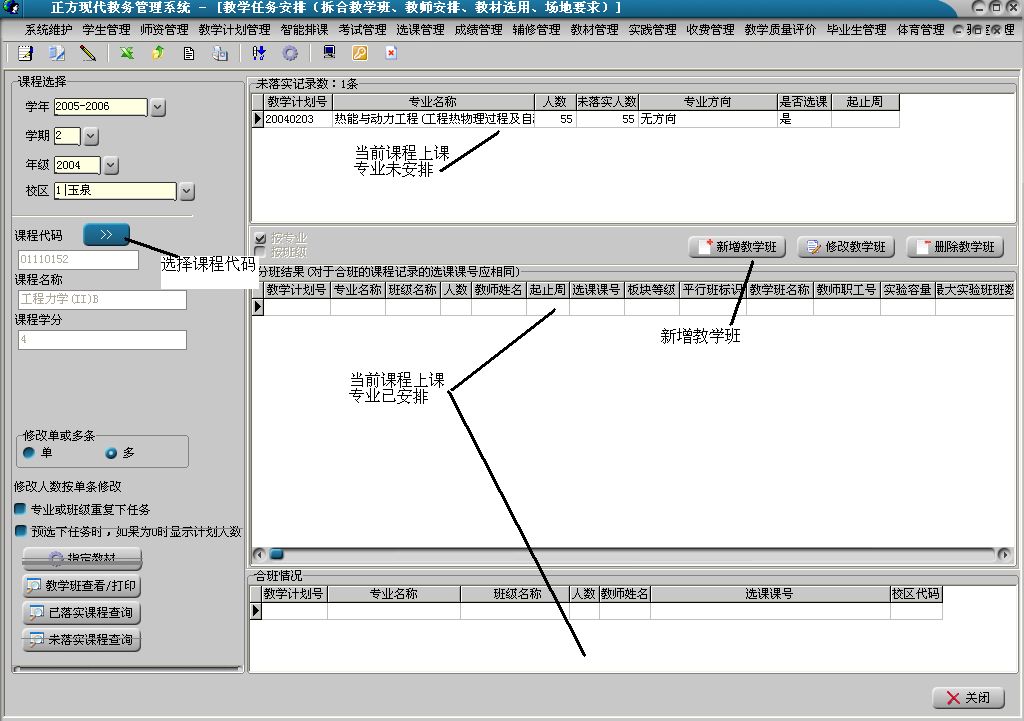 正方现代教务管理系统 - [教学任务安排（拆合教学班、教师安排、教材选用、场地要求）]
系统维护 学生管理 师资管理 教学计划管理 智能排课 考试管理 选课管理 成绩管理 辅修管理 教材管理 实践管理 收费管理 教学质量评价 毕业生管理 体育管理
课程选择
学年 2005-2006
学期 2
年级 2004
校区 1|玉泉
课程代码 >>
01110152
课程名称
工程力学(II)B
课程学分
4
选择课程代码
修改单或多条
单 多
修改人数按单条修改
专业或班级重复下任务
预选下任务时，如果为0时显示计划人数
指定教材
教学班查看/打印
已落实课程查询
未落实课程查询
未落实记录数：1条
教学计划号 专业名称 人数 未落实人数 专业方向 是否选课 起止周
20040203 热能与动力工程(工程热物理过程及自 55 55 无方向 是
当前课程上课
专业未安排
按专业
按班级
新增教学班 修改教学班 删除教学班
分班结果(对于合班的课程记录的选课课号应相同)
教学计划号 专业名称 班级名称 人数 教师姓名 起止周 选课课号 板块等级 平行班标识 教学班名称 教师职工号 实验容量 最大实验班班数
新增教学班
当前课程上课
专业已安排
合班情况
教学计划号 专业名称 班级名称 人数 教师姓名 选课课号 校区代码
关闭